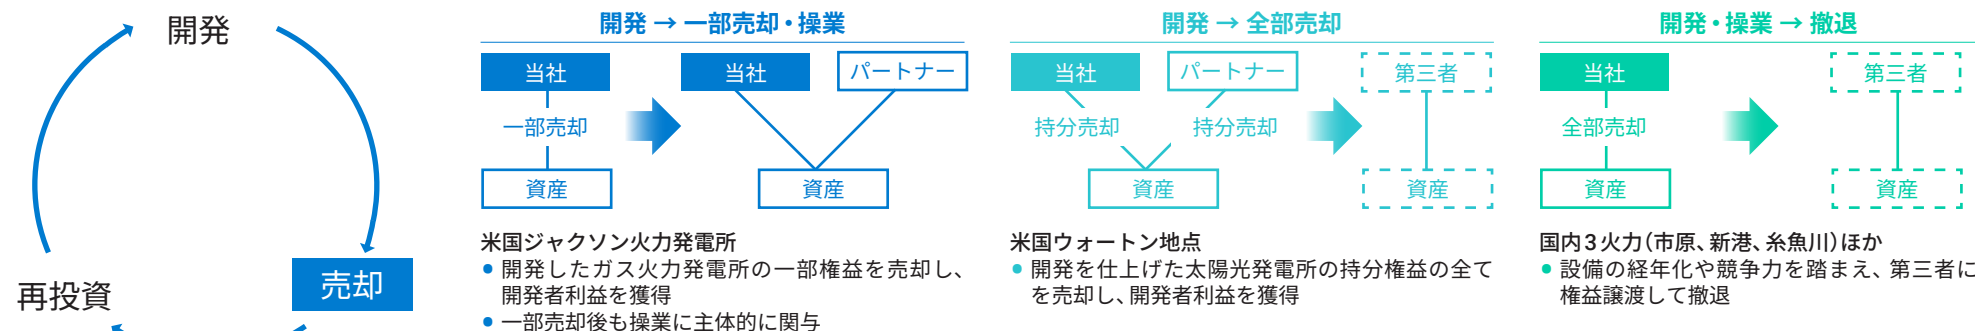 開発
売却
再投資
開発 → 一部売却・操業
当社
一部売却
資産
当社
パートナー
資産
米国ジャクソン火力発電所
• 開発したガス火力発電所の一部権益を売却し、
開発者利益を獲得
• 一部売却後も操業に主体的に関与
開発 → 全部売却
当社
パートナー
持分売却
持分売却
資産
第三者
資産
米国ウォートン地点
• 開発を仕上げた太陽光発電所の持分権益の全て
を売却し、開発者利益を獲得
開発・操業 → 撤退
当社
全部売却
資産
第三者
資産
国内3火力（市原、新港、糸魚川）ほか
• 設備の経年化や競争力を踏まえ、第三者に
権益譲渡して撤退